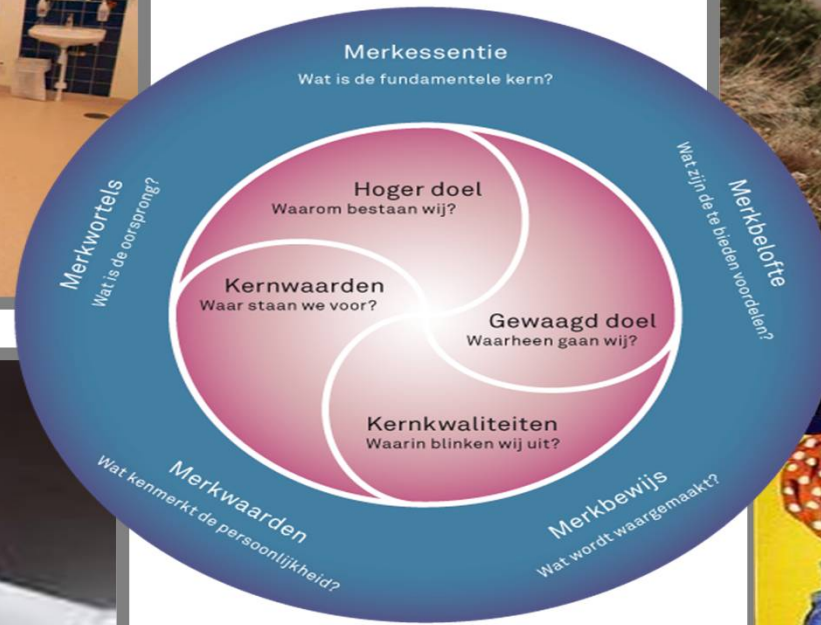 Merkessentie
Wat is de fundamentele kern?
Merkbelofte
Wat zijn de te bieden voordelen?
Merkbewijs
Wat wordt waargemaakt?
Merkwaarden
Wat kenmerkt de persoonlijkheid?
Merkwortels
Wat is de oorsprong?
Hoger doel
Waarom bestaan wij?
Gewaagd doel
Waarheen gaan wij?
Kernkwaliteiten
Waarin blinken wij uit?
Kernwaarden
Waar staan we voor?